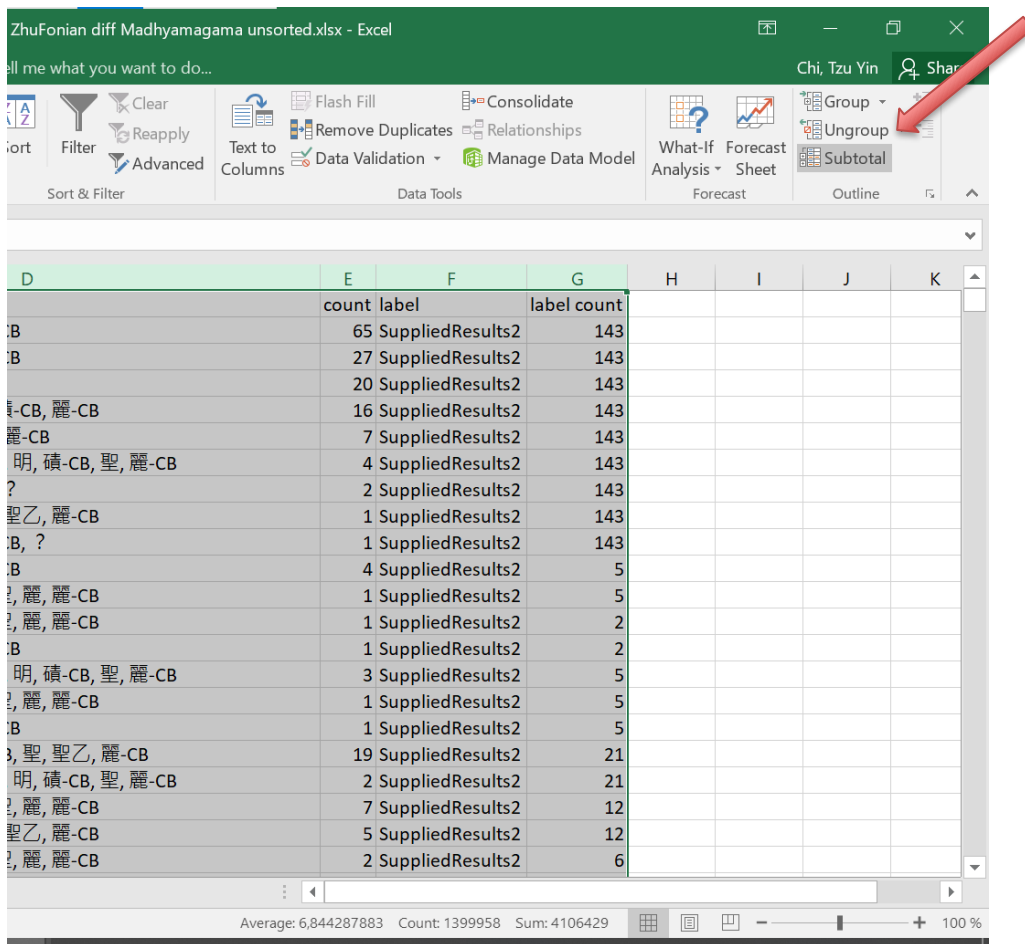 ZhuFonian diff Madhyamagama unsorted.xlsx - Excel
ell me what you want to do...
Chi, Tzu Yin
Shar
Sort
Filter
Clear
Reapply
Advanced
Sort & Filter
Text to Columns
Flash Fill
Remove Duplicates
Data Validation
Consolidate
Relationships
Manage Data Model
Data Tools
What-If Analysis
Forecast Sheet
Forecast
Group
Ungroup
Subtotal
Outline
D E F G H I J K
count label label count
:B 65 SuppliedResults2 143
:B 27 SuppliedResults2 143
20 SuppliedResults2 143
-CB, 麗-CB 16 SuppliedResults2 143
麗-CB 7 SuppliedResults2 143
明, 磧-CB, 聖, 麗-CB 4 SuppliedResults2 143
? 2 SuppliedResults2 143
聖乙, 麗-CB 1 SuppliedResults2 143
:B, ? 1 SuppliedResults2 143
:B 4 SuppliedResults2 5
, 麗, 麗-CB 1 SuppliedResults2 5
, 麗, 麗-CB 1 SuppliedResults2 2
:B 1 SuppliedResults2 2
明, 磧-CB, 聖, 麗-CB 3 SuppliedResults2 5
, 麗, 麗-CB 1 SuppliedResults2 5
:B 1 SuppliedResults2 5
, 聖, 聖乙, 麗-CB 19 SuppliedResults2 21
明, 磧-CB, 聖, 麗-CB 2 SuppliedResults2 21
, 麗, 麗-CB 7 SuppliedResults2 12
聖乙, 麗-CB 5 SuppliedResults2 12
, 麗, 麗-CB 2 SuppliedResults2 6
Average: 6,844287883 Count: 1399958 Sum: 4106429 100 %